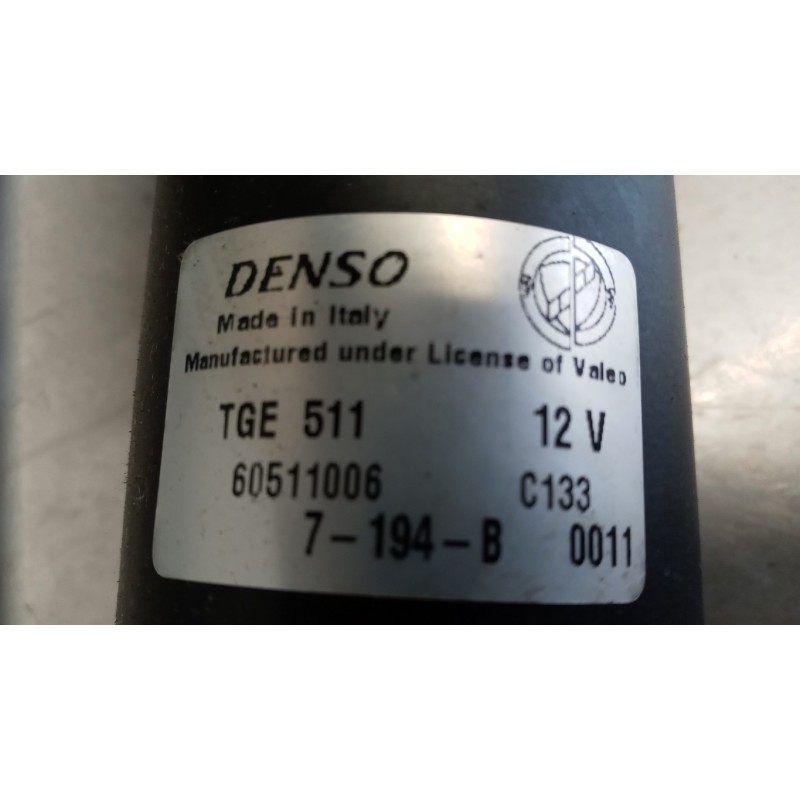 DENSO
Made in Italy
Manufactured under License of Valeo
TGE 511 12 V
60511006 C133
7-194-B 0011